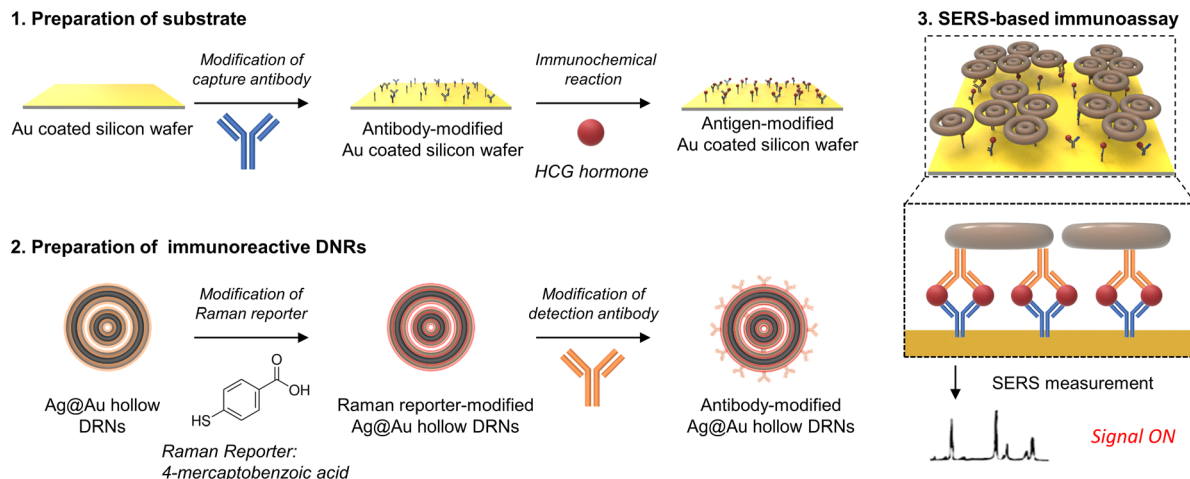 1. Preparation of substrate
Modification of
capture antibody
Immunochemical
reaction
Au coated silicon wafer
Antibody-modified
Au coated silicon wafer
HCG hormone
Antigen-modified
Au coated silicon wafer
2. Preparation of immunoreactive DNRs
Modification of
Raman reporter
Modification of
detection antibody
O
OH
HS
Ag@Au hollow
DRNs
Raman Reporter:
4-mercaptobenzoic acid
Raman reporter-modified
Ag@Au hollow DRNs
Antibody-modified
Ag@Au hollow DRNs
3. SERS-based immunoassay
SERS measurement
Signal ON